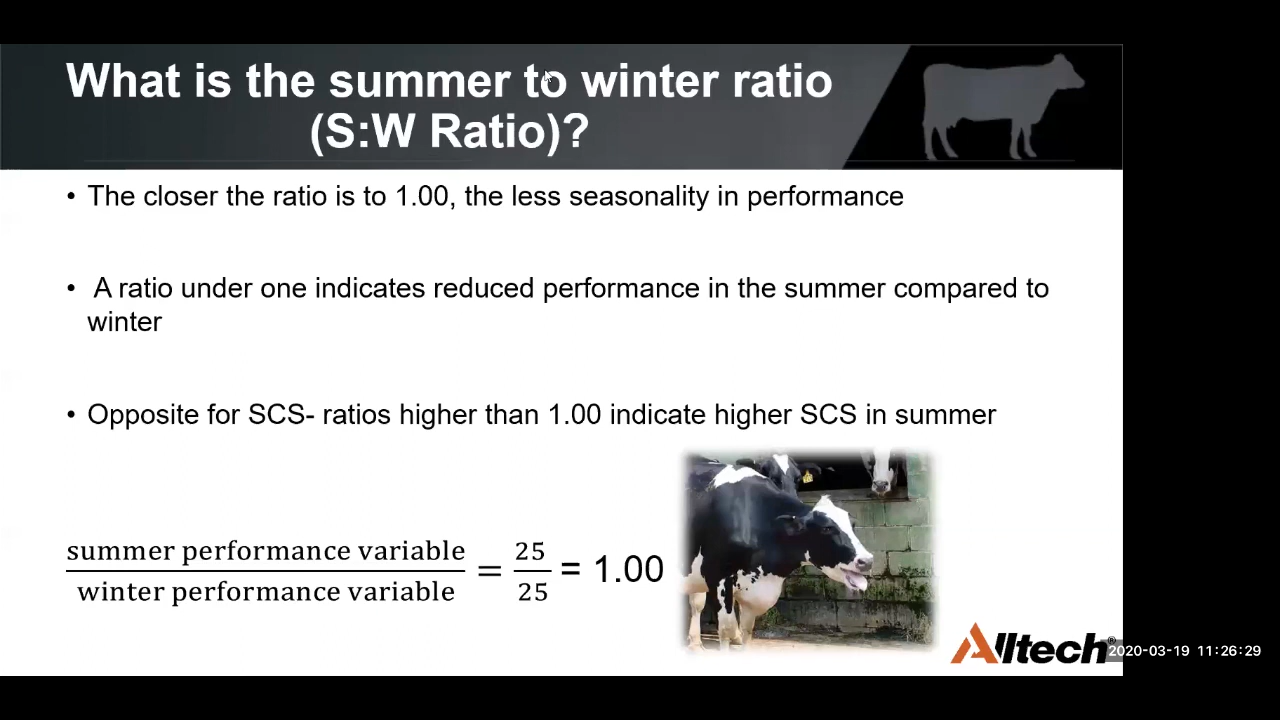 What is the summer to winter ratio
(S:W Ratio)?
• The closer the ratio is to 1.00, the less seasonality in performance
• A ratio under one indicates reduced performance in the summer compared to
winter
• Opposite for SCS- ratios higher than 1.00 indicate higher SCS in summer
summer performance variable
winter performance variable
= 25/25 = 1.00
Alltech®
2020-03-19 11:26:29